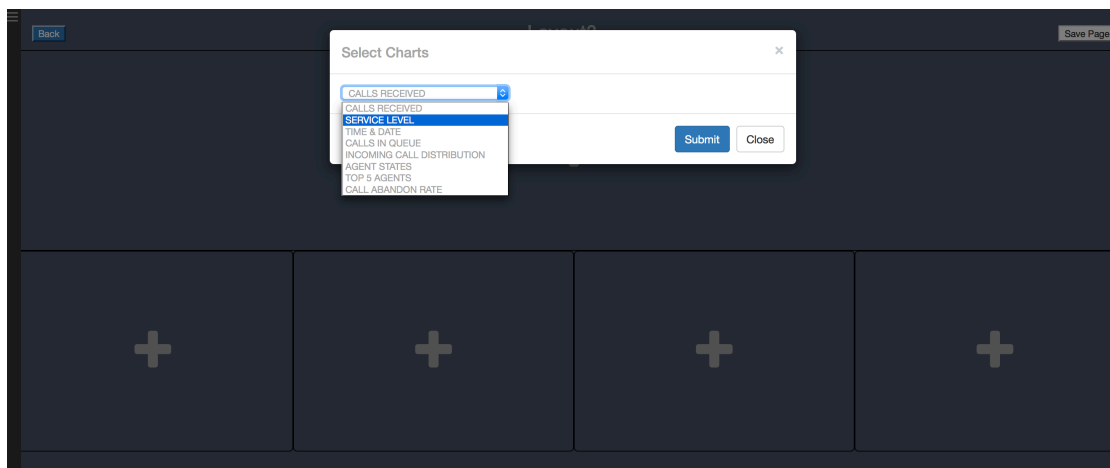 Back
Save Page
Select Charts
×
CALLS RECEIVED
CALLS RECEIVED
SERVICE LEVEL
TIME & DATE
CALLS IN QUEUE
INCOMING CALL DISTRIBUTION
AGENT STATES
TOP 5 AGENTS
CALL ABANDON RATE
Submit
Close